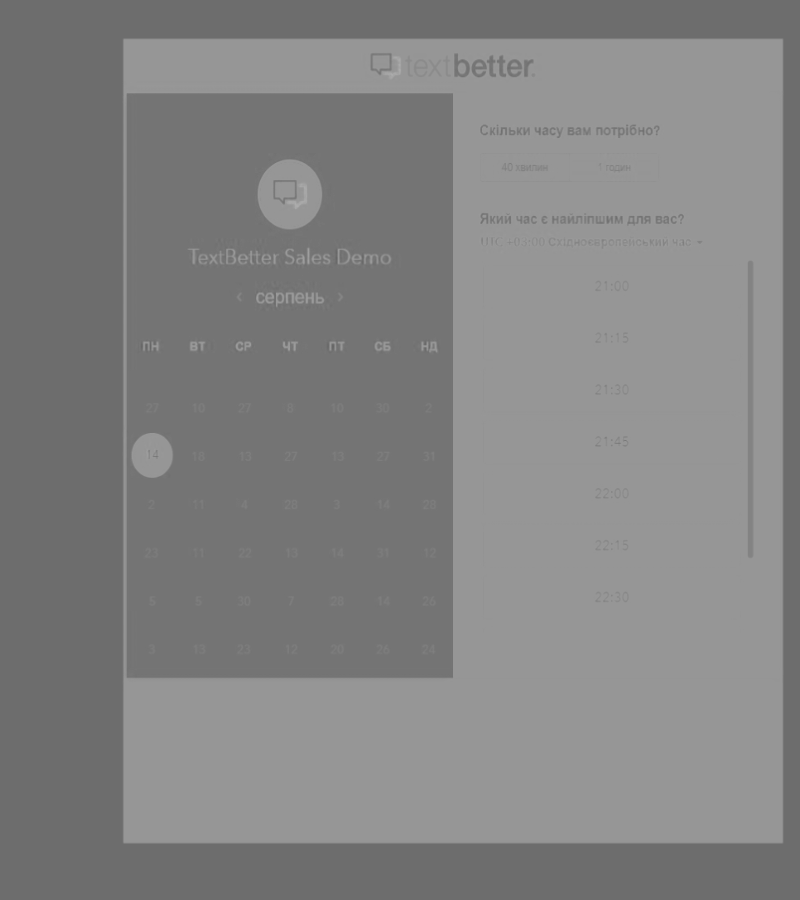 textbetter
TextBetter Sales Demo
< серпень >
ПН ВТ СР ЧТ ПТ СБ НД
27 10 27 8 10 30 2
14 18 13 27 13 27 31
2 11 4 28 3 14 28
23 11 22 13 14 31 12
5 5 30 7 28 14 26
3 13 23 12 20 26 24
Скільки часу вам потрібно?
40 хвилин 1 годин
Який час є найліпшим для вас?
UTC +03:00 Східноєвропейський час
21:00
21:15
21:30
21:45
22:00
22:15
22:30